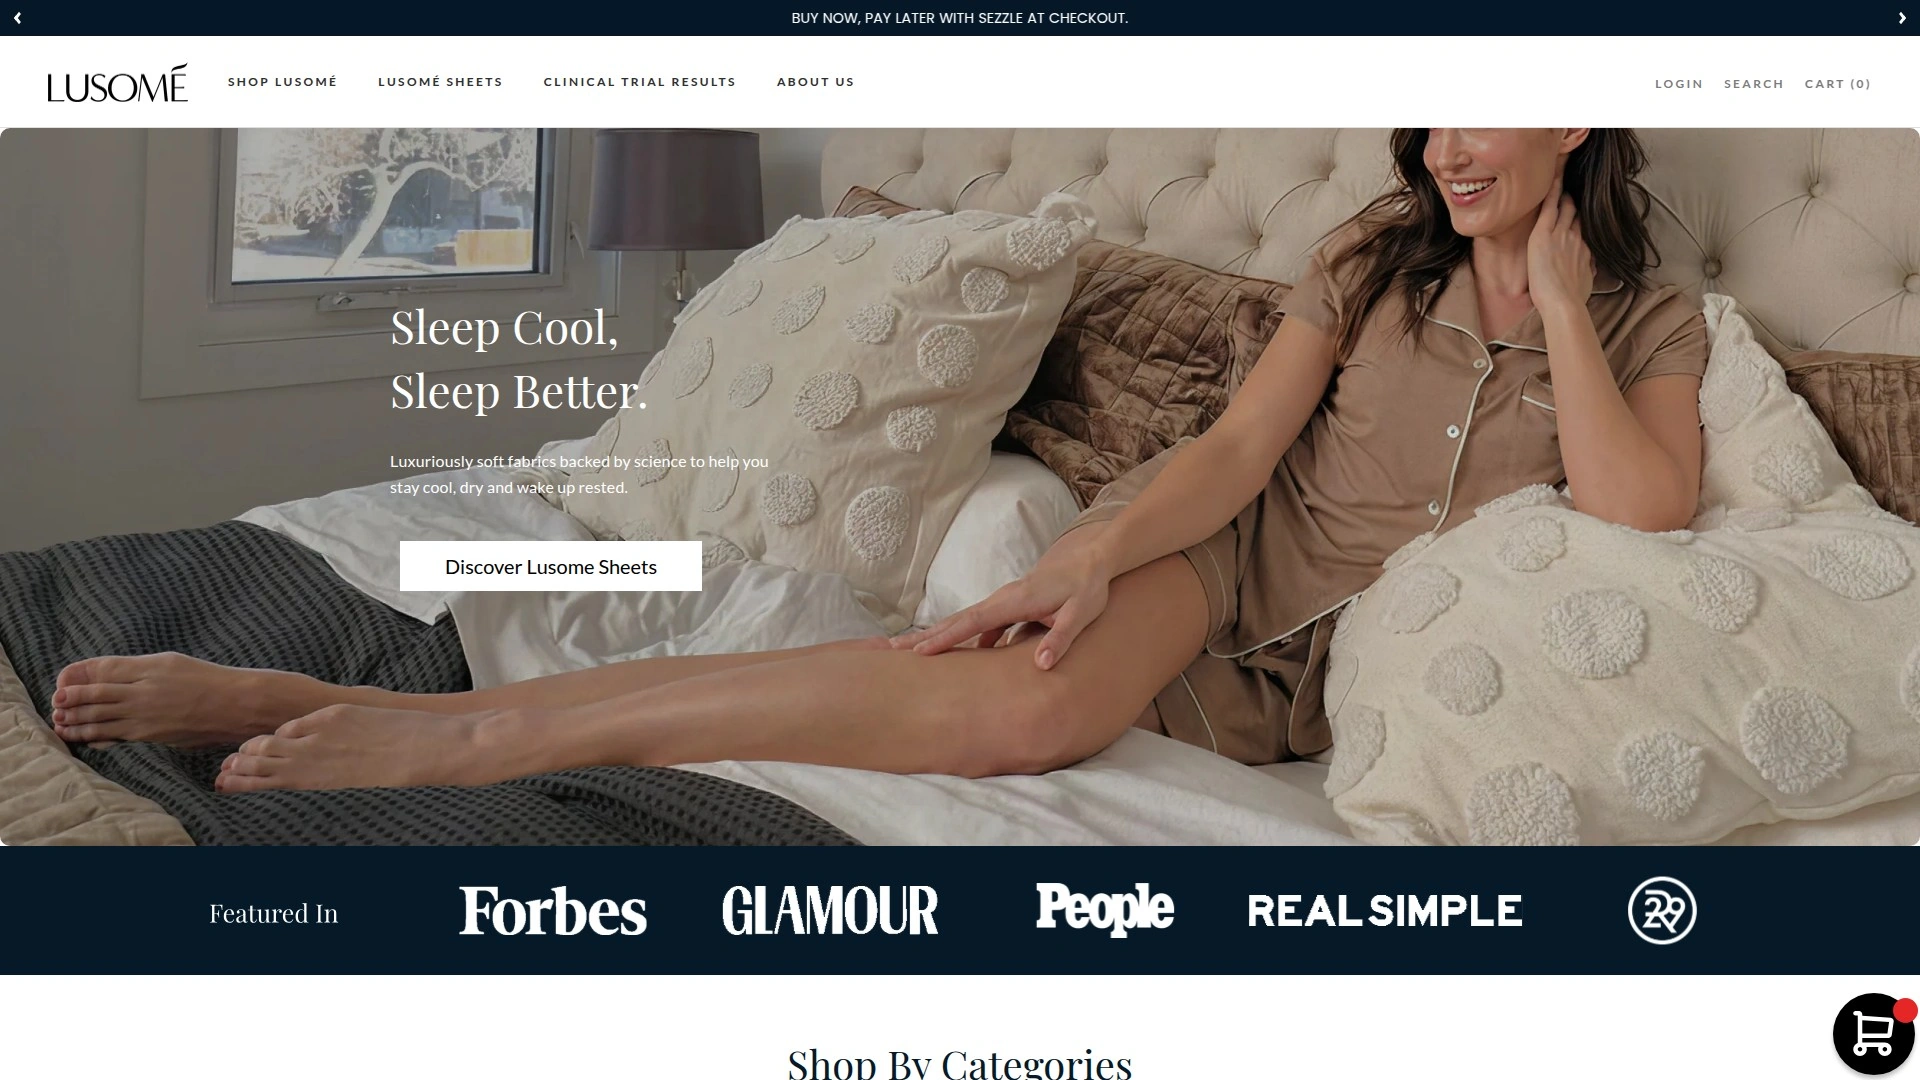 BUY NOW, PAY LATER WITH SEZZLE AT CHECKOUT.
LUSOMÉ
SHOP LUSOMÉ
LUSOMÉ SHEETS
CLINICAL TRIAL RESULTS
ABOUT US
LOGIN
SEARCH
CART (0)
Sleep Cool,
Sleep Better.
Luxuriously soft fabrics backed by science to help you
stay cool, dry and wake up rested.
Discover Lusome Sheets
Featured In
Forbes
GLAMOUR
People
REAL SIMPLE
R29
Shop By Categories